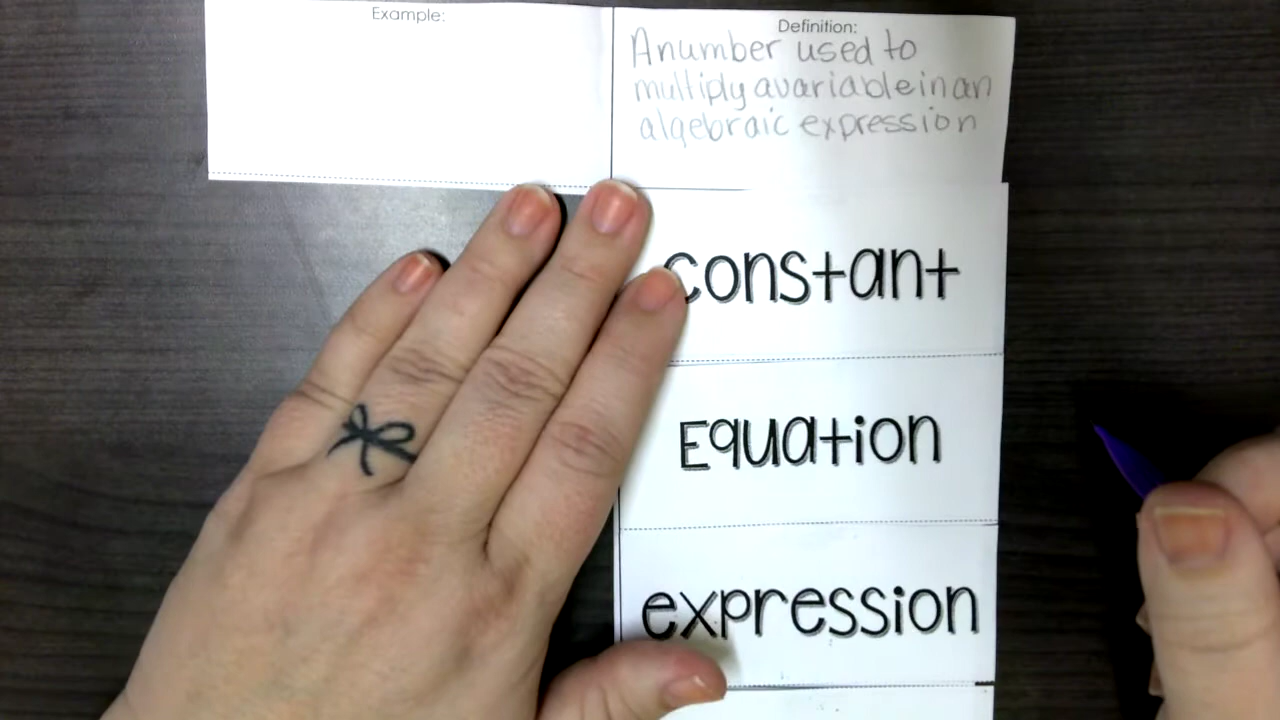 Example:
Definition:
A number used to
multiply a variable in an
algebraic expression
constant
Equation
expression